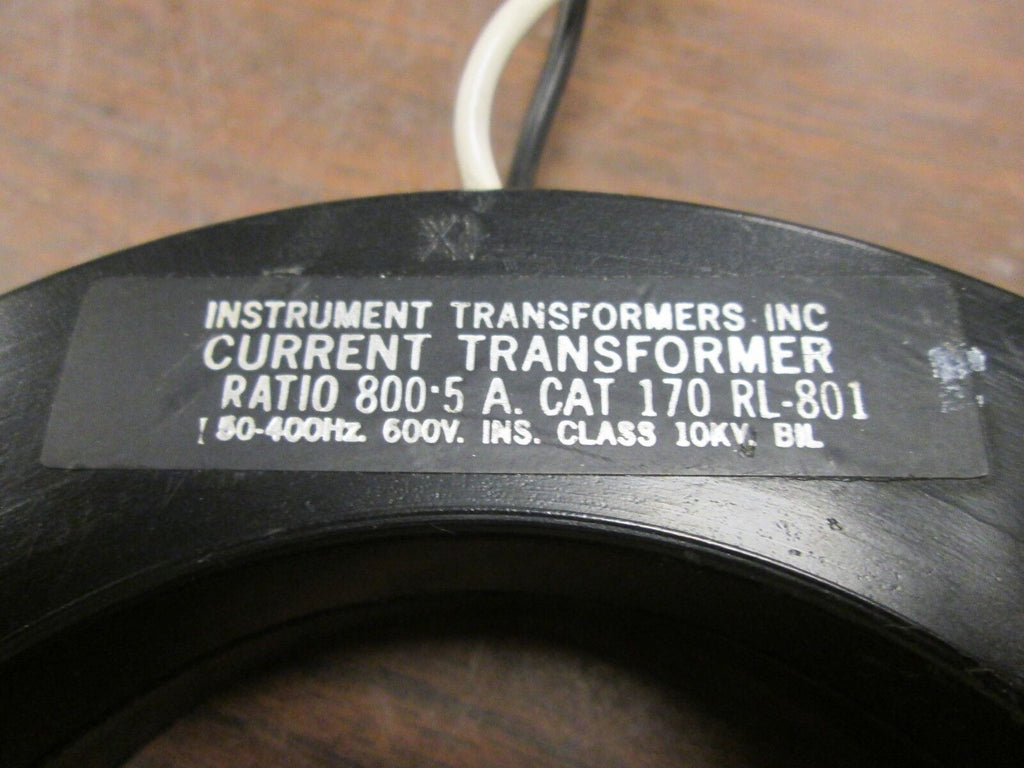 X1
INSTRUMENT TRANSFORMERS INC
CURRENT TRANSFORMER
RATIO 800:5 A. CAT 170 RL-801
50-400Hz. 600V. INS. CLASS 10KV. BIL